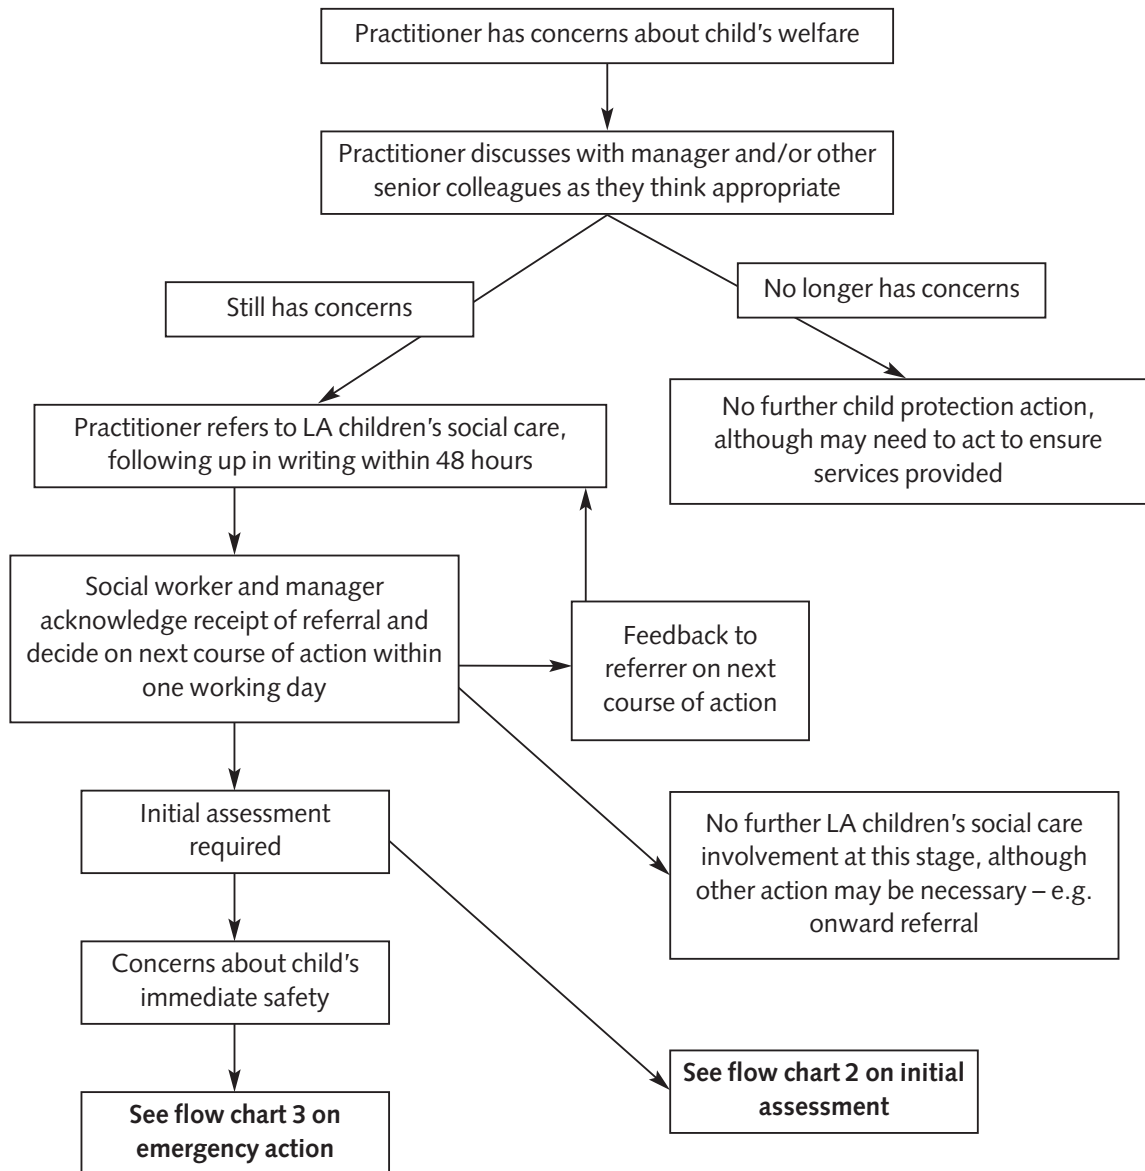 Practitioner has concerns about child's welfare
Practitioner discusses with manager and/or other
senior colleagues as they think appropriate
Still has concerns
No longer has concerns
Practitioner refers to LA children's social care,
following up in writing within 48 hours
No further child protection action,
although may need to act to ensure
services provided
Social worker and manager
acknowledge receipt of referral and
decide on next course of action within
one working day
Feedback to
referrer on next
course of action
Initial assessment
required
No further LA children's social care
involvement at this stage, although
other action may be necessary – e.g.
onward referral
Concerns about child's
immediate safety
See flow chart 2 on initial
assessment
See flow chart 3 on
emergency action